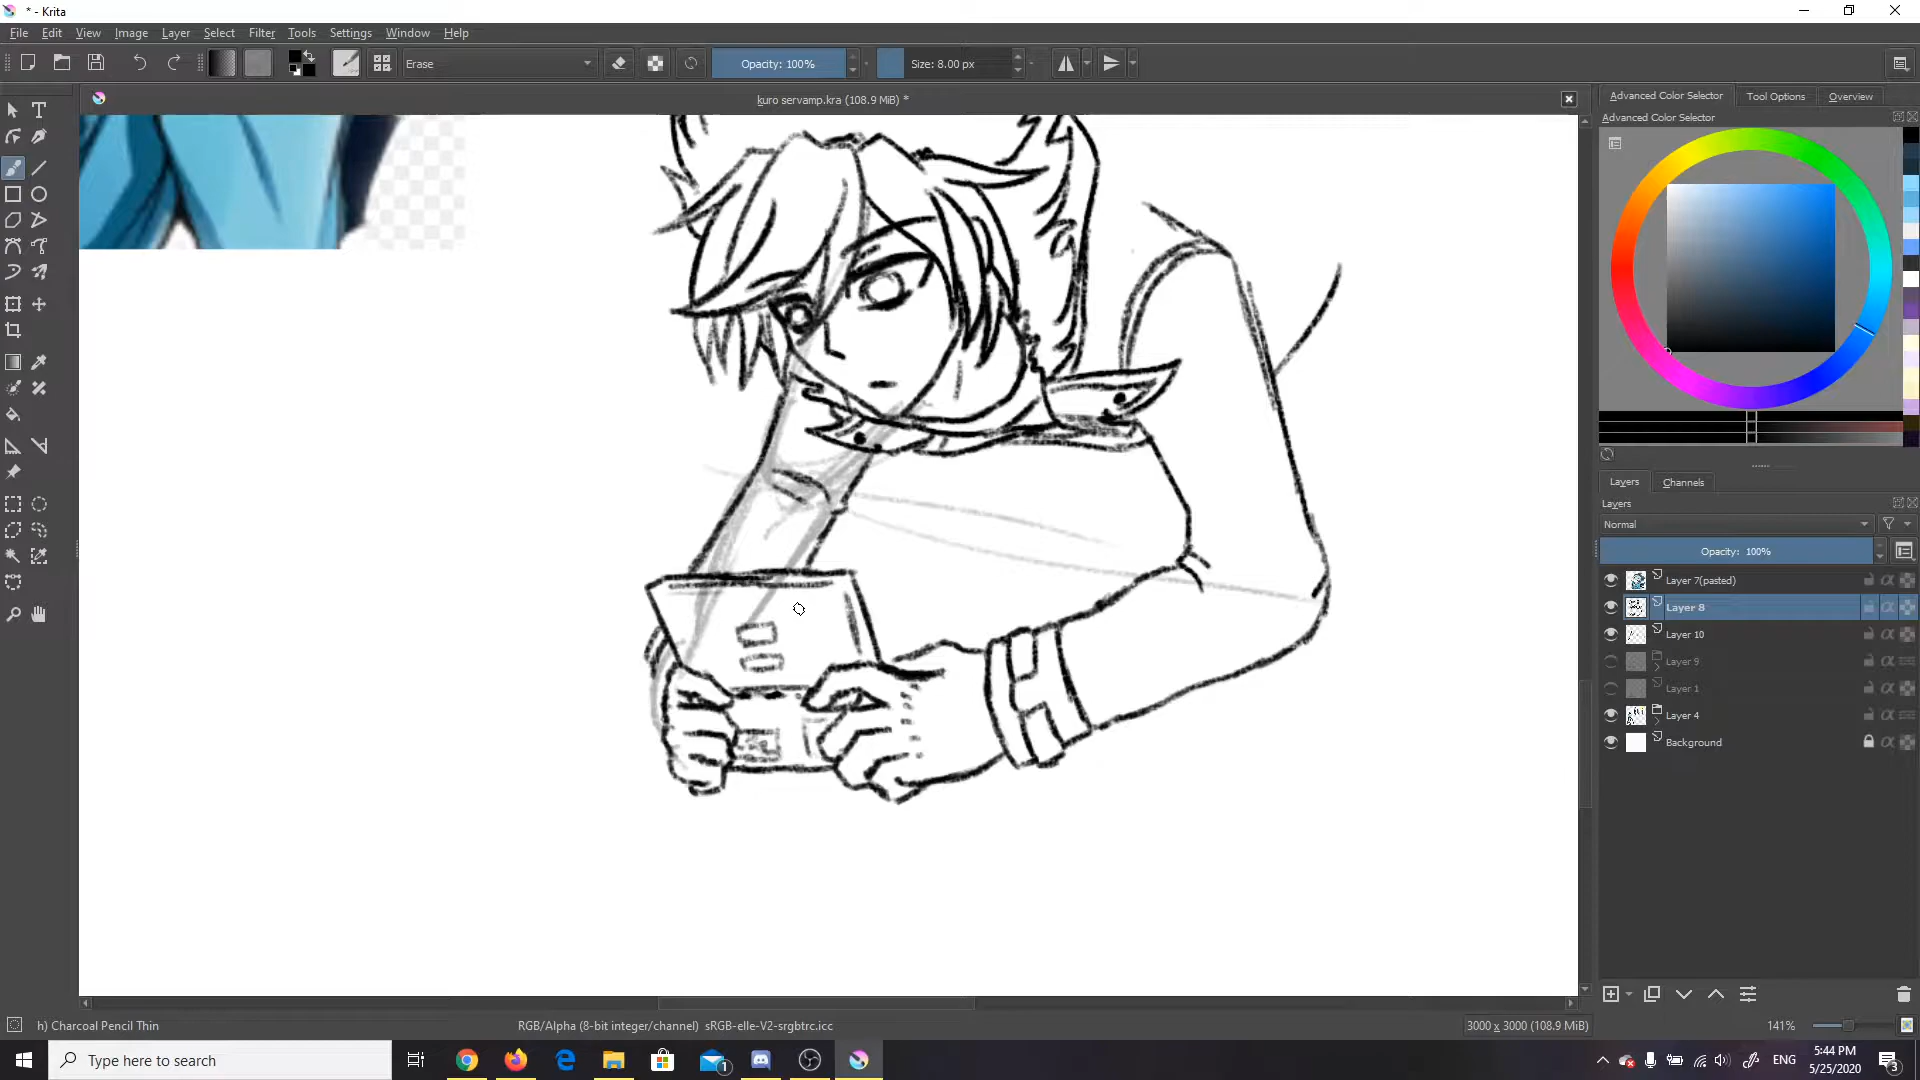 * - Krita
File Edit View Image Layer Select Filter Tools Settings Window Help
Erase Opacity: 100% Size: 8.00 px
kuro servamp.kra (108.9 MiB) *
Advanced Color Selector Tool Options Overview
Advanced Color Selector
Layers Channels
Layers
Normal
Opacity: 100%
Layer 7(pasted)
Layer 8
Layer 10
Layer 9
Layer 1
Layer 4
Background
h) Charcoal Pencil Thin RGB/Alpha (8-bit integer/channel) sRGB-elle-V2-srgbtrc.icc 3000 x 3000 (108.9 MiB) 141%
Type here to search 1 ENG 5:44 PM
5/25/2020 3